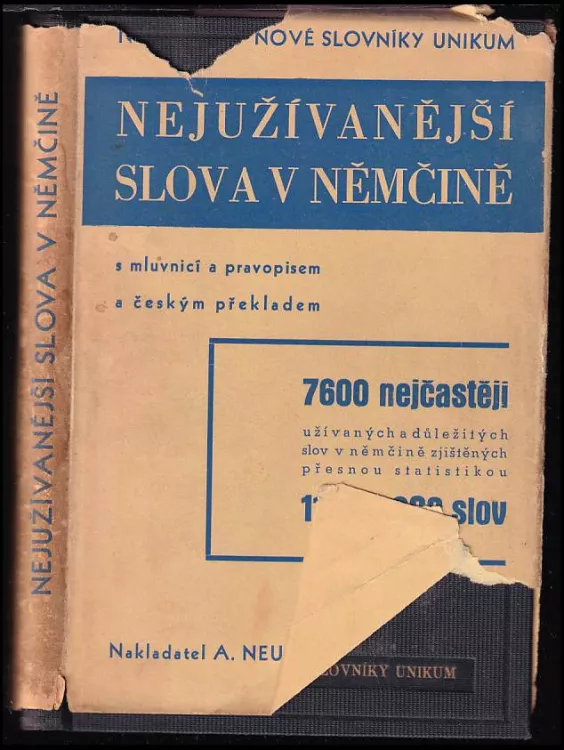 NOVÉ SLOVNÍKY UNIKUM
NEJUŽÍVANĚJŠÍ
SLOVA V NĚMČINĚ
s mluvnicí a pravopisem
a českým překladem
7600 nejčastěji
užívaných a důležitých
slov v němčině zjištěných
přesnou statistikou
slov
Nakladatel A. NEU
SLOVNÍKY UNIKUM
NEJUŽÍVANĚJŠÍ SLOVA V NĚMČINĚ